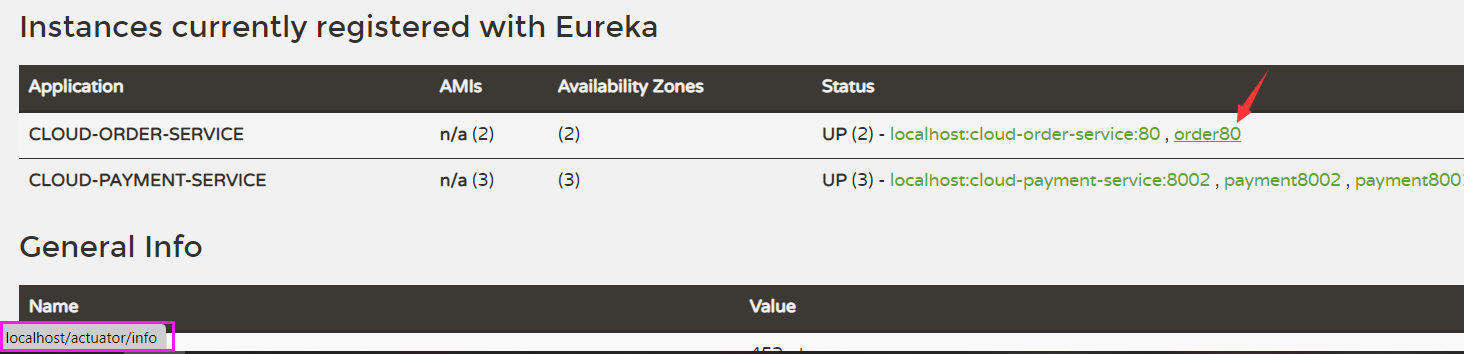 Instances currently registered with Eureka
Application AMIs Availability Zones Status
CLOUD-ORDER-SERVICE n/a (2) (2) UP (2) - localhost:cloud-order-service:80 , order80
CLOUD-PAYMENT-SERVICE n/a (3) (3) UP (3) - localhost:cloud-payment-service:8002 , payment8002 , payment800
General Info
Name Value
localhost/actuator/info